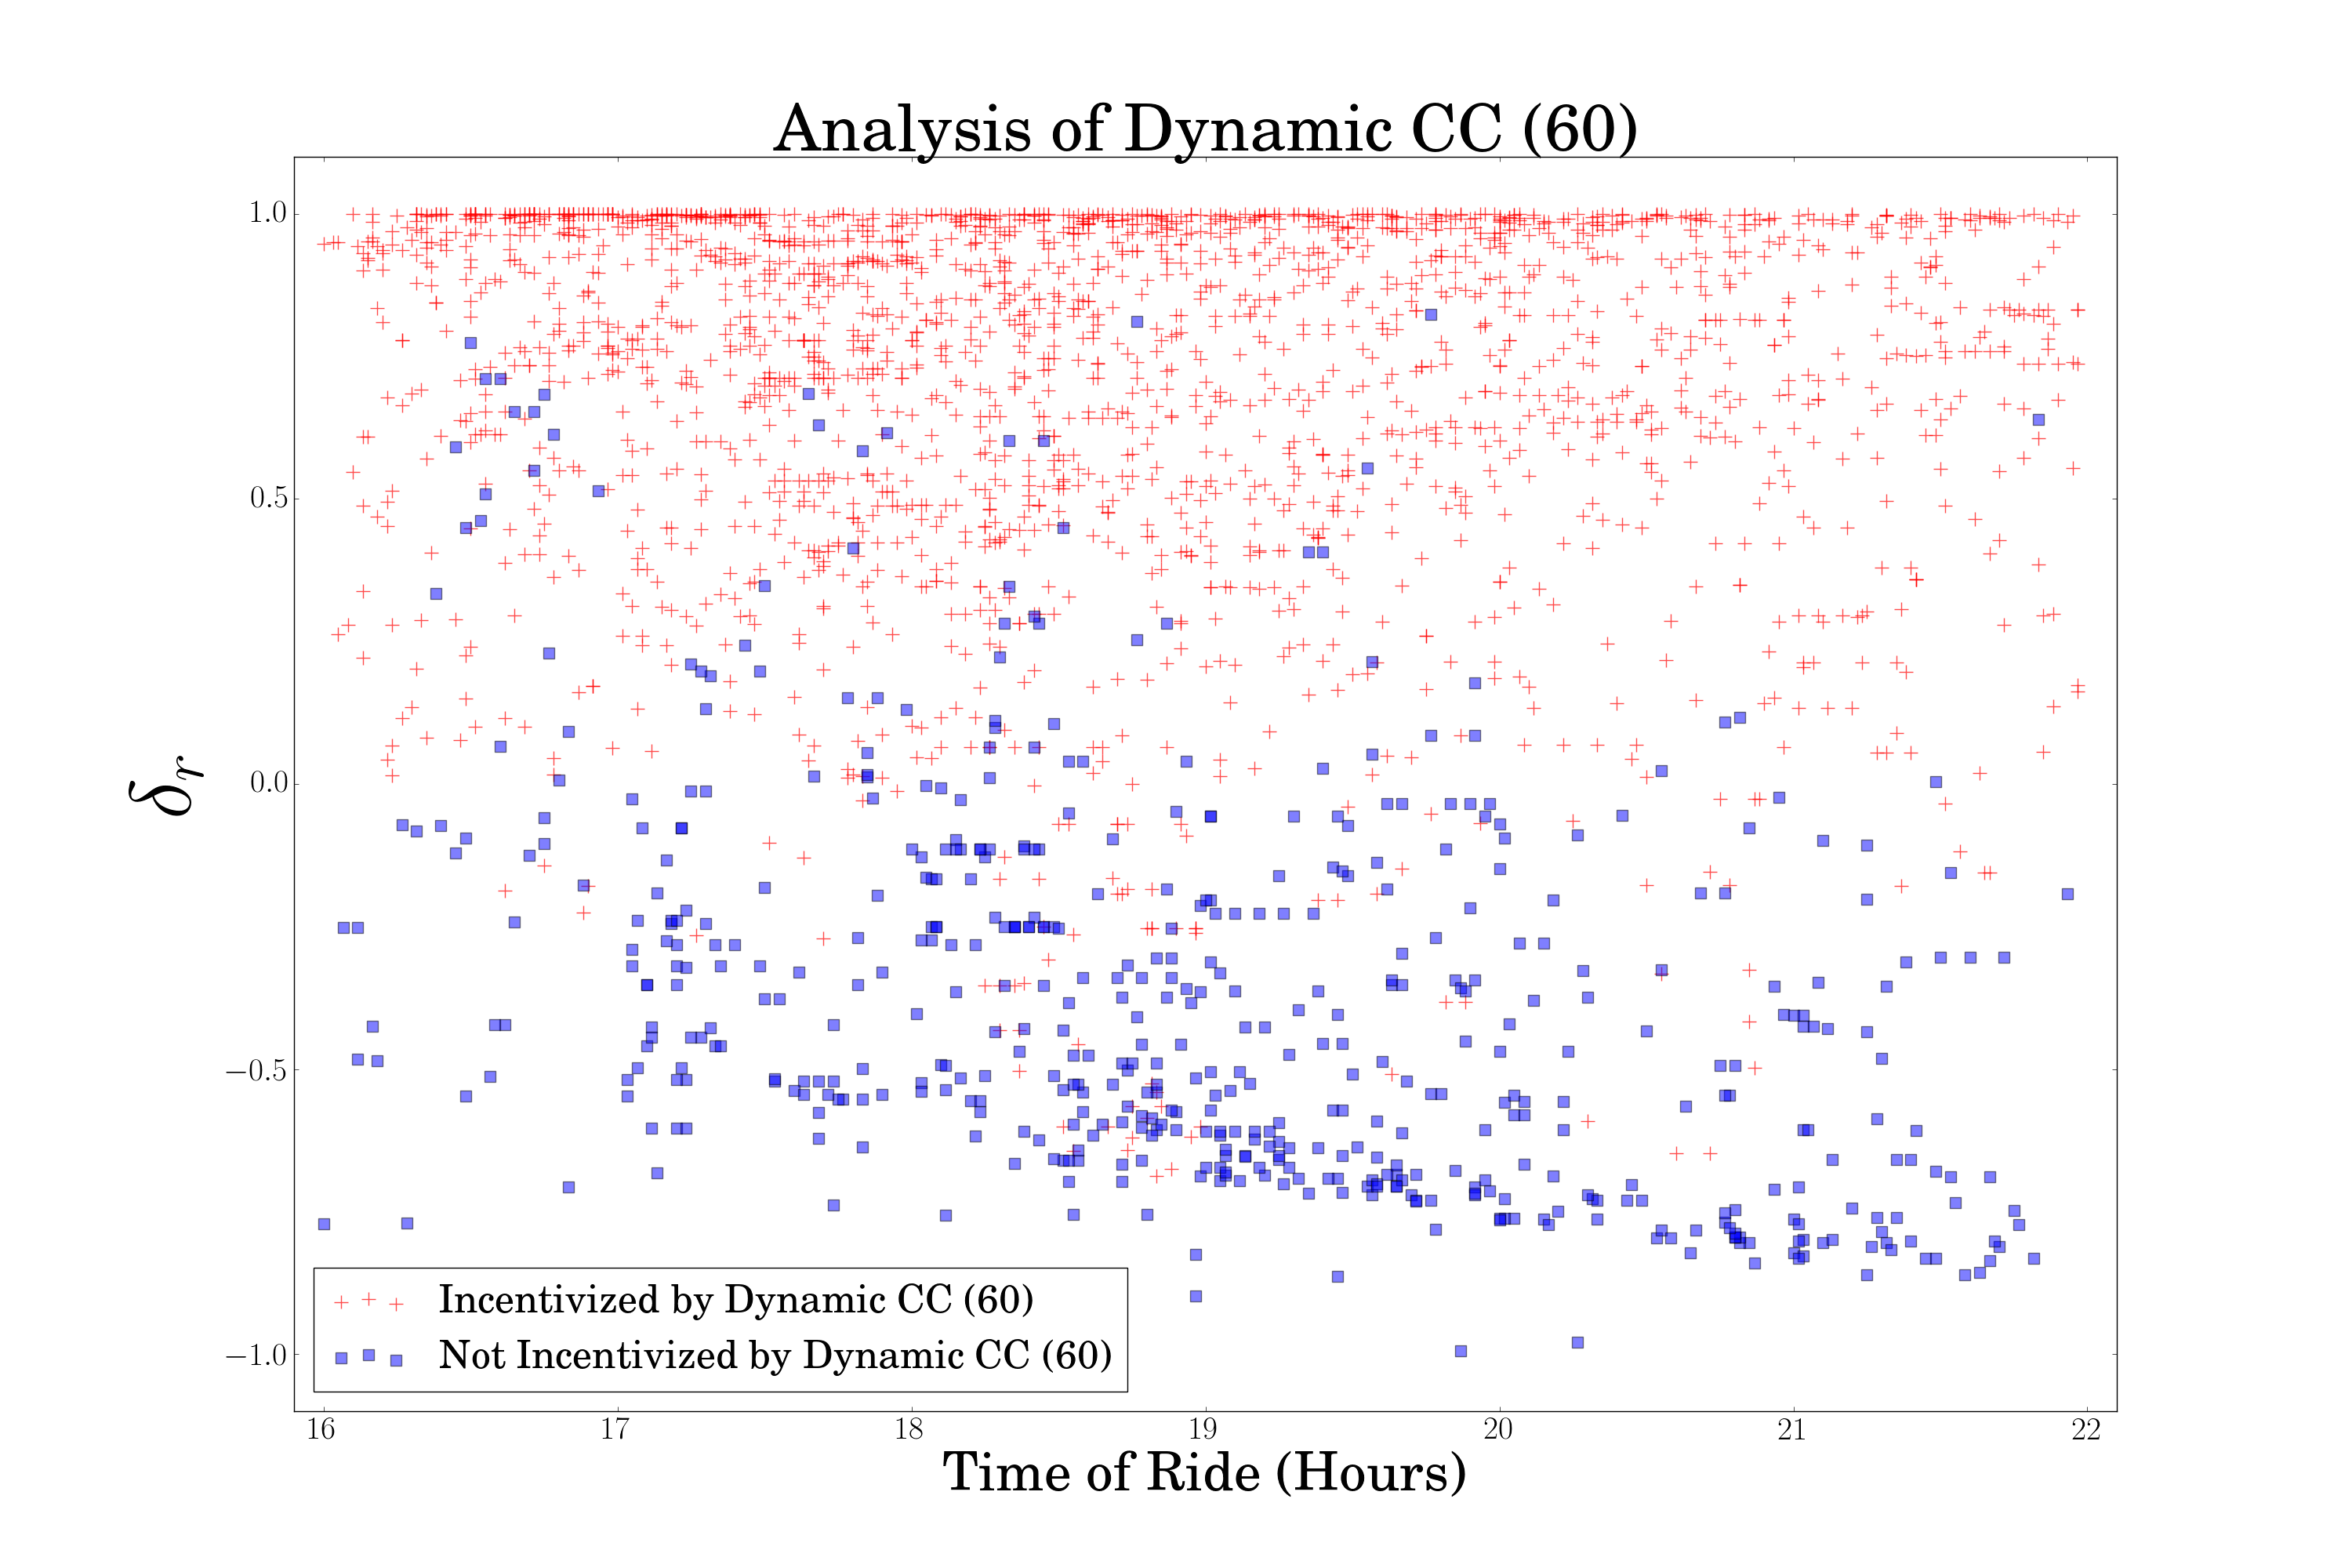 Analysis of Dynamic CC (60)
1.0
0.5
0.0
−0.5
−1.0
δr
Incentivized by Dynamic CC (60)
Not Incentivized by Dynamic CC (60)
16 17 18 19 20 21 22
Time of Ride (Hours)